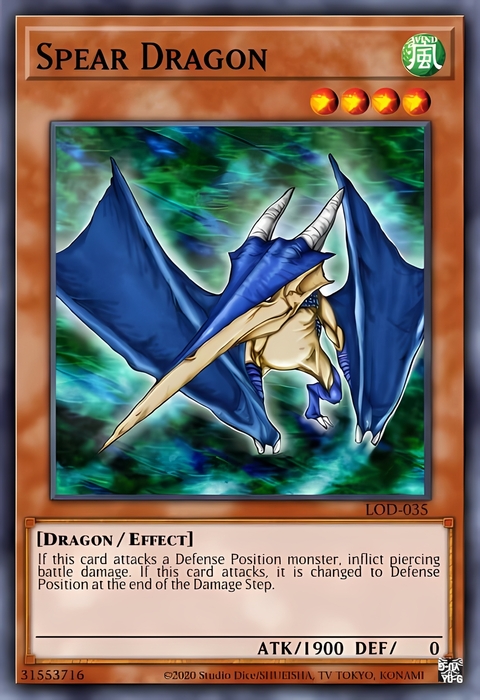 SPEAR DRAGON
WIND
風
LOD-035
[DRAGON / EFFECT]
If this card attacks a Defense Position monster, inflict piercing
battle damage. If this card attacks, it is changed to Defense
Position at the end of the Damage Step.
ATK/1900 DEF/ 0
31553716
©2020 Studio Dice/SHUEISHA, TV TOKYO, KONAMI